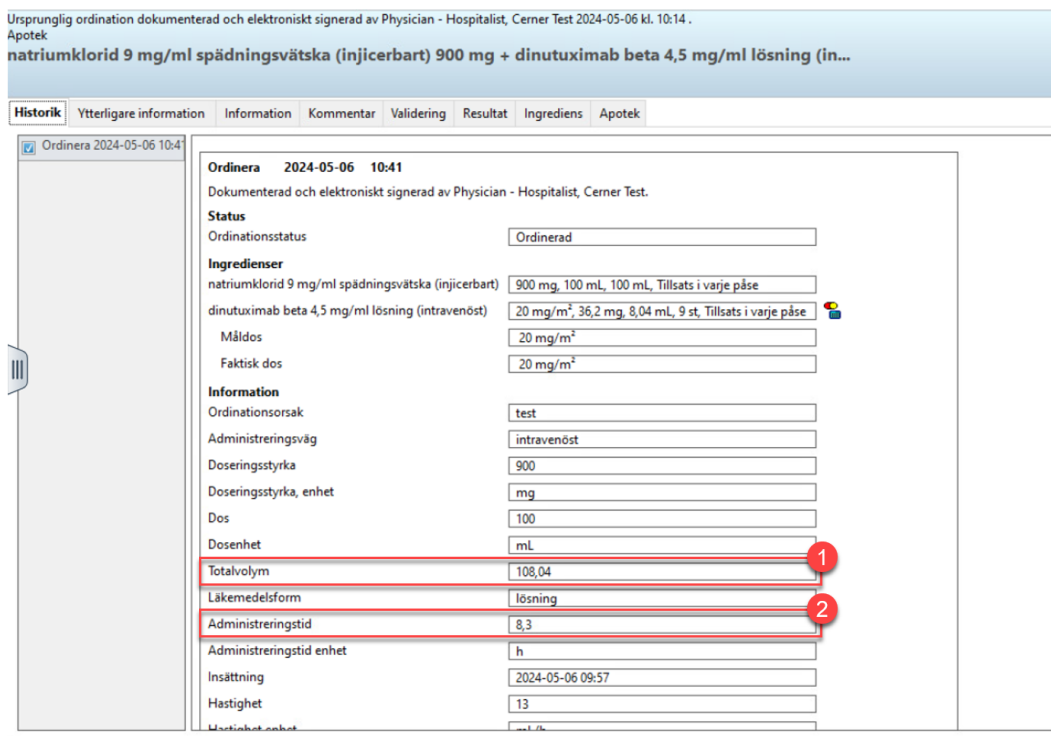 Ursprunglig ordination dokumenterad och elektroniskt signerad av Physician - Hospitalist, Cerner Test 2024-05-06 kl. 10:14 .
Apotek
natriumklorid 9 mg/ml spädningsvätska (injicerbart) 900 mg + dinutuximab beta 4,5 mg/ml lösning (in...
Historik Ytterligare information Information Kommentar Validering Resultat Ingrediens Apotek
Ordinera 2024-05-06 10:41
Ordinera 2024-05-06 10:41
Dokumenterad och elektroniskt signerad av Physician - Hospitalist, Cerner Test.
Status
Ordinationsstatus Ordinerad
Ingredienser
natriumklorid 9 mg/ml spädningsvätska (injicerbart) 900 mg, 100 mL, 100 mL, Tillsats i varje påse
dinutuximab beta 4,5 mg/ml lösning (intravenöst) 20 mg/m², 36,2 mg, 8,04 mL, 9 st, Tillsats i varje påse
Måldos 20 mg/m²
Faktisk dos 20 mg/m²
Information
Ordinationsorsak test
Administreringsväg intravenöst
Doseringsstyrka 900
Doseringsstyrka, enhet mg
Dos 100
Dosenhet mL
1
Totalvolym 108,04
Läkemedelsform lösning
2
Administreringstid 8,3
Administreringstid enhet h
Insättning 2024-05-06 09:57
Hastighet 13
Hastighet enhet mL/h